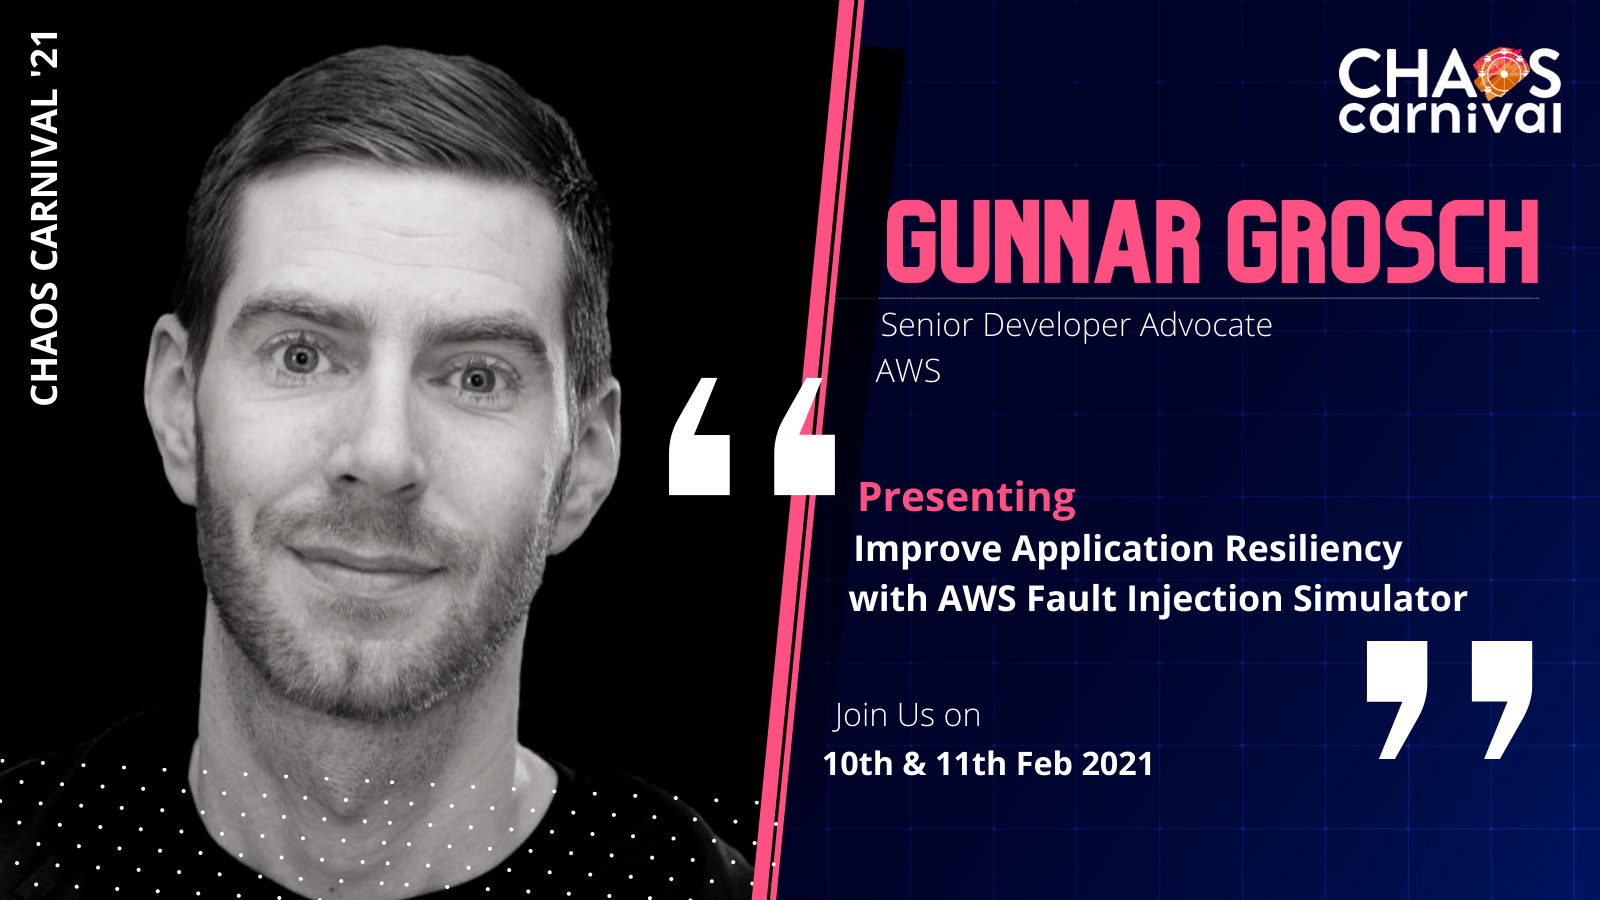 CHAOS CARNIVAL '21
CHAOS
carnival
GUNNAR GROSCH
Senior Developer Advocate
AWS
“
Presenting
Improve Application Resiliency
with AWS Fault Injection Simulator
”
Join Us on
10th & 11th Feb 2021